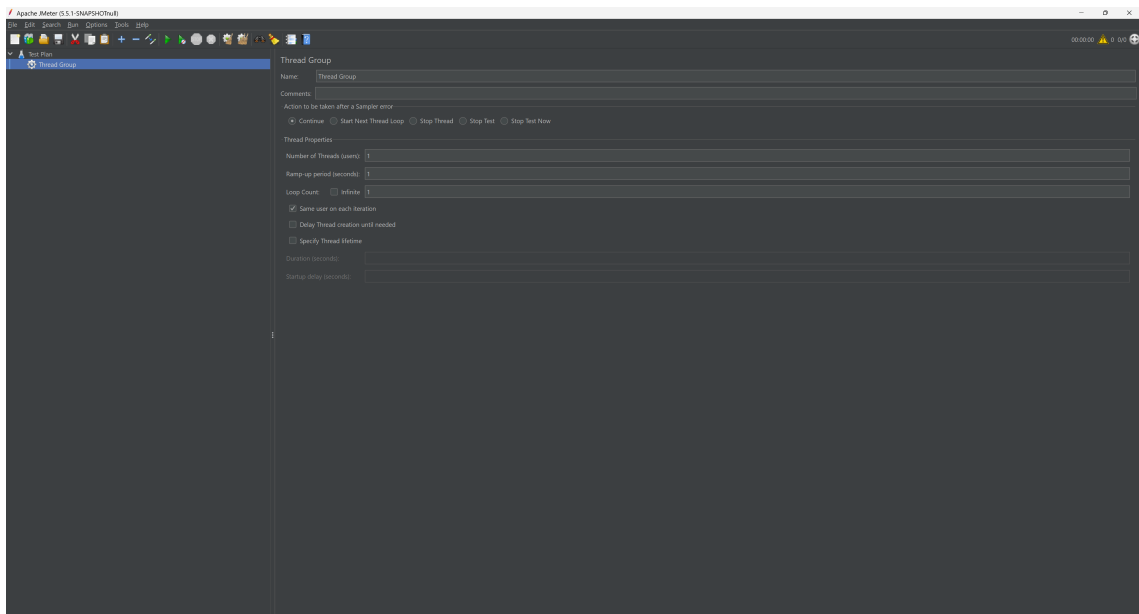 Apache JMeter (5.5.1-SNAPSHOTnull)
File Edit Search Run Options Tools Help
00:00:00 0 0/0
Test Plan
Thread Group
Thread Group
Name: Thread Group
Comments:
Action to be taken after a Sampler error
Continue Start Next Thread Loop Stop Thread Stop Test Stop Test Now
Thread Properties
Number of Threads (users): 1
Ramp-up period (seconds): 1
Loop Count: Infinite 1
Same user on each iteration
Delay Thread creation until needed
Specify Thread lifetime
Duration (seconds):
Startup delay (seconds):